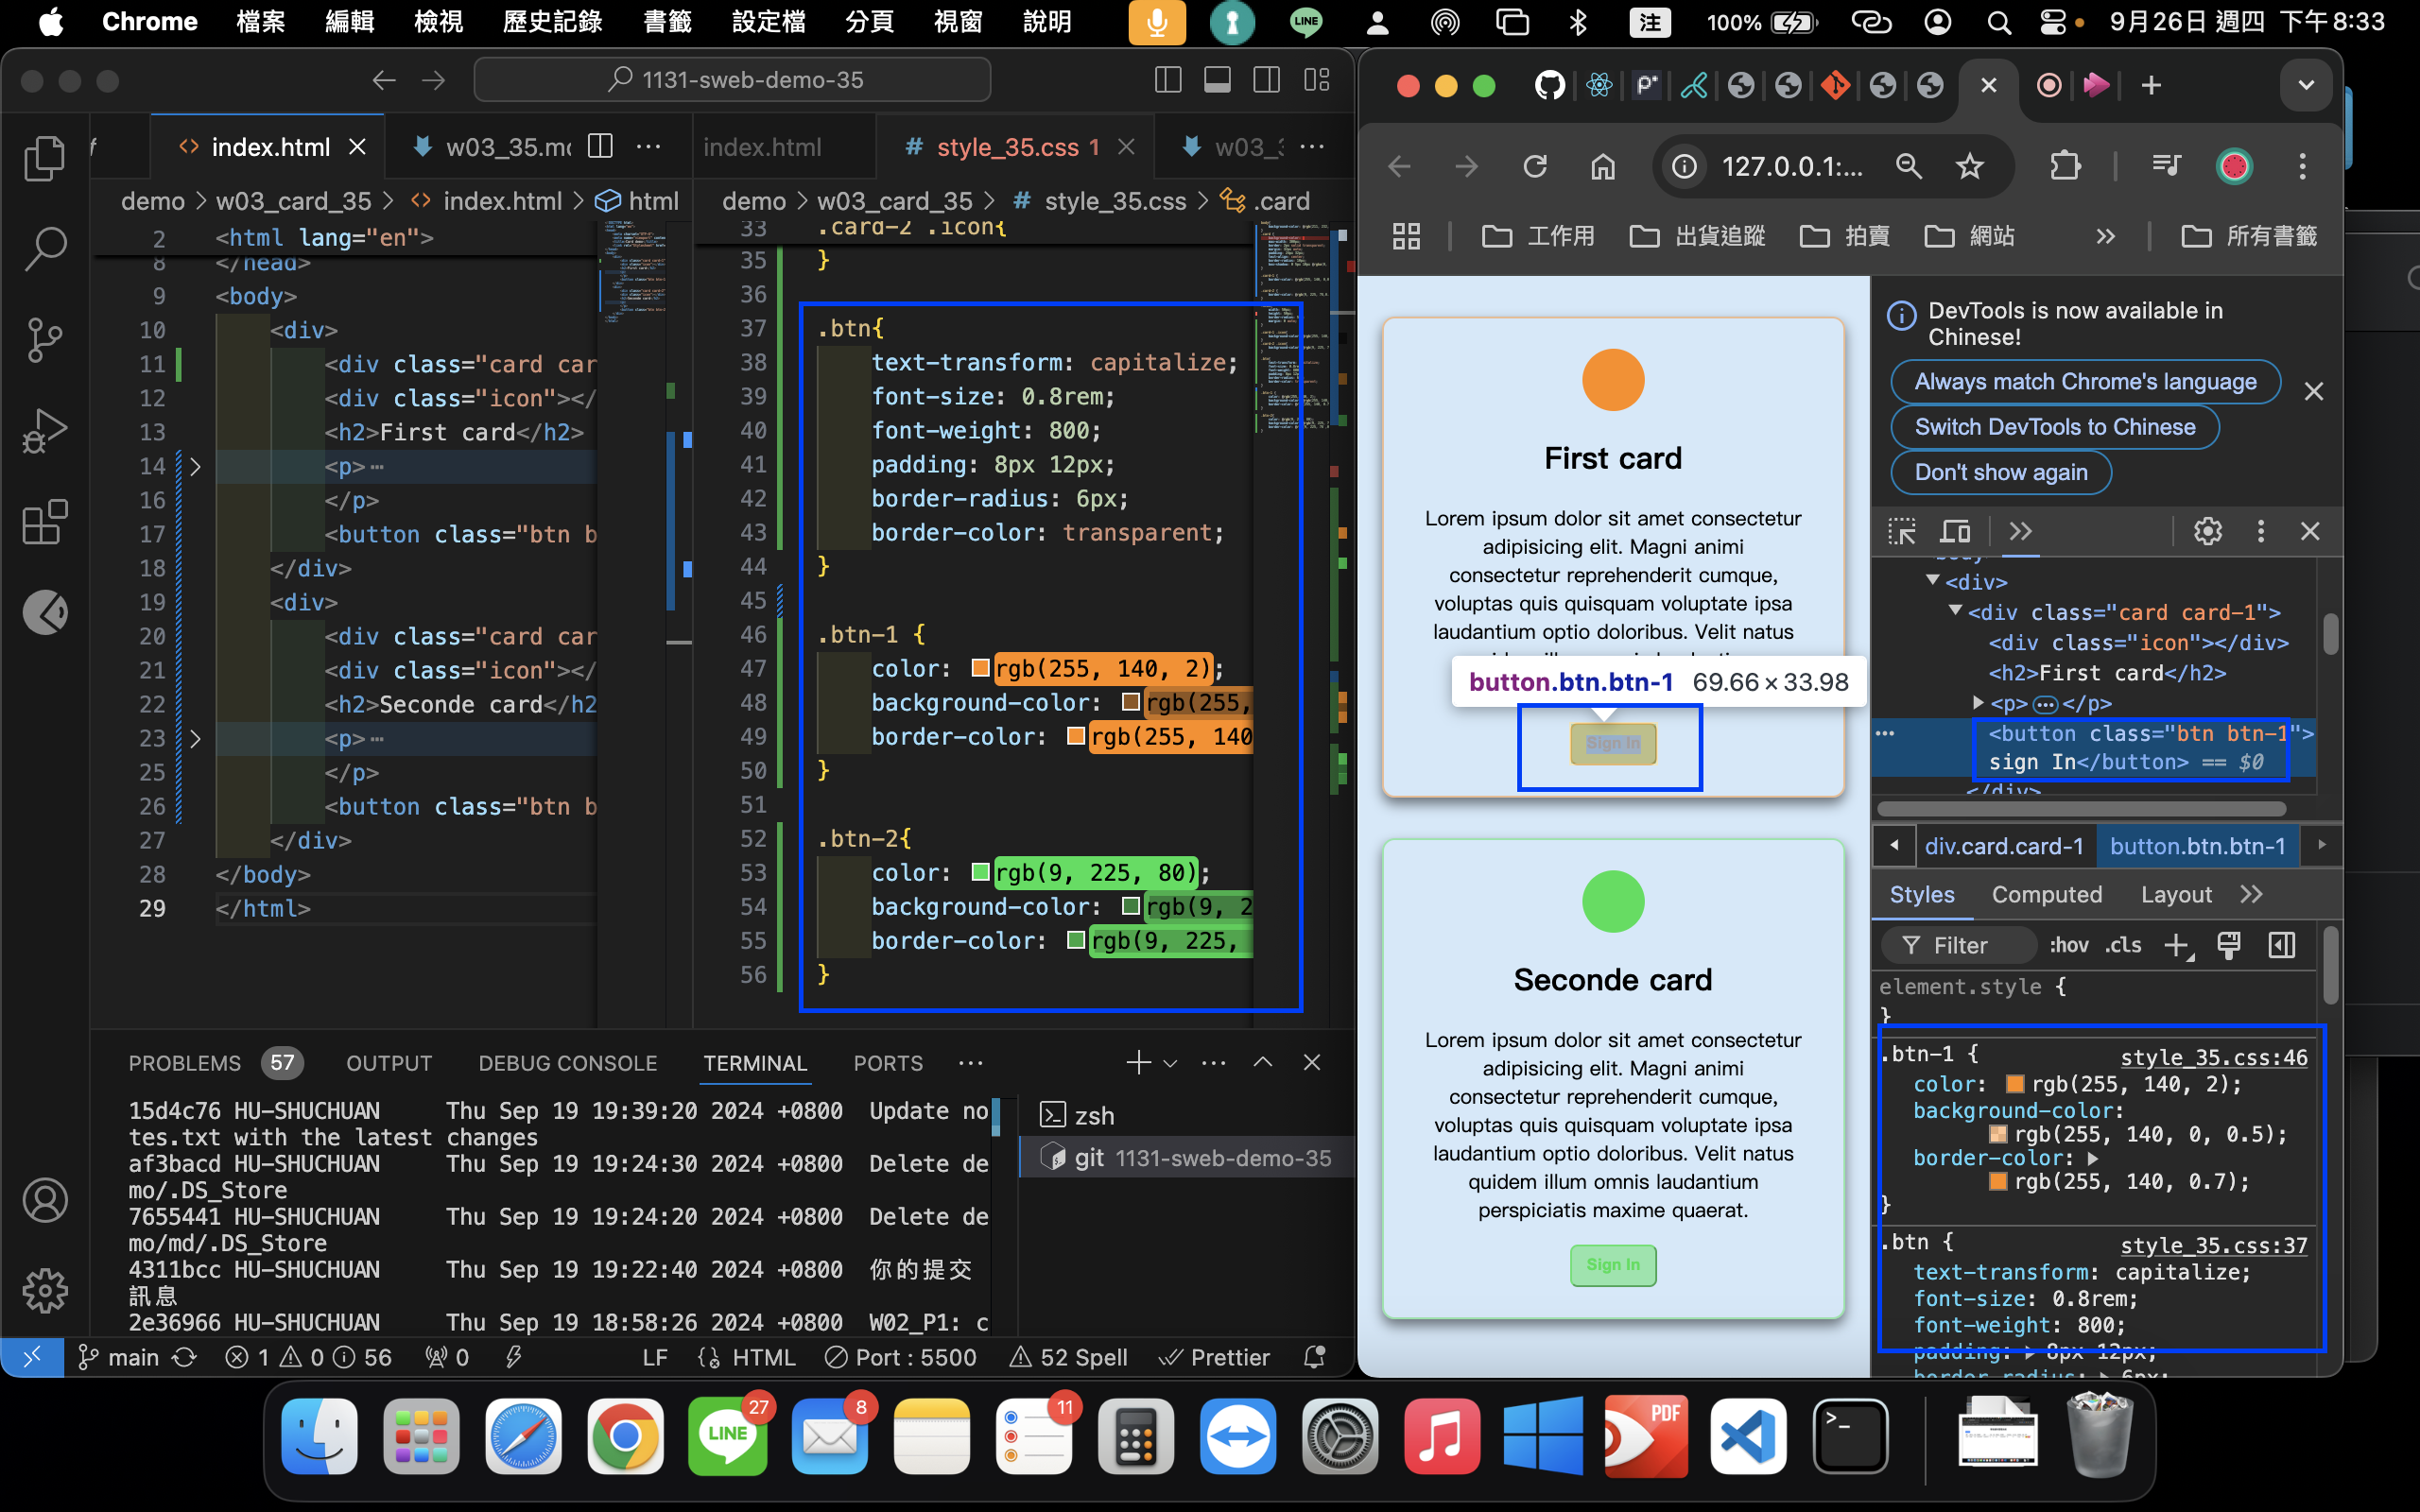 Chrome 檔案 編輯 檢視 歷史記錄 書籤 設定檔 分頁 視窗 說明 LINE 注 100% 9月26日 週四 下午8:33
1131-sweb-demo-35
index.html
w03_35.mc
demo > w03_card_35 > index.html > html
2 <html lang="en">
8 </head>
9 <body>
10 <div>
11 <div class="card car
12 <div class="icon"></
13 <h2>First card</h2>
14 <p>…
16 </p>
17 <button class="btn b
18 </div>
19 <div>
20 <div class="card car
21 <div class="icon"></
22 <h2>Seconde card</h2
23 <p>…
25 </p>
26 <button class="btn b
27 </div>
28 </body>
29 </html>
index.html
# style_35.css 1
w03_3
demo > w03_card_35 > # style_35.css > .card
33 .card-2 .icon{
35 }
36
37 .btn{
38 text-transform: capitalize;
39 font-size: 0.8rem;
40 font-weight: 800;
41 padding: 8px 12px;
42 border-radius: 6px;
43 border-color: transparent;
44 }
45
46 .btn-1 {
47 color: rgb(255, 140, 2);
48 background-color: rgb(255,
49 border-color: rgb(255, 140
50 }
51
52 .btn-2{
53 color: rgb(9, 225, 80);
54 background-color: rgb(9, 2
55 border-color: rgb(9, 225,
56 }
PROBLEMS 57 OUTPUT DEBUG CONSOLE TERMINAL PORTS
15d4c76 HU-SHUCHUAN Thu Sep 19 19:39:20 2024 +0800 Update no
tes.txt with the latest changes
af3bacd HU-SHUCHUAN Thu Sep 19 19:24:30 2024 +0800 Delete de
mo/.DS_Store
7655441 HU-SHUCHUAN Thu Sep 19 19:24:20 2024 +0800 Delete de
mo/md/.DS_Store
4311bcc HU-SHUCHUAN Thu Sep 19 19:22:40 2024 +0800 你的提交
訊息
2e36966 HU-SHUCHUAN Thu Sep 19 18:58:26 2024 +0800 W02_P1: c
zsh
git 1131-sweb-demo-35
main 1 0 56 0 LF HTML Port : 5500 52 Spell Prettier
127.0.0.1:...
工作用 出貨追蹤 拍賣 網站 所有書籤
First card
Lorem ipsum dolor sit amet consectetur
adipisicing elit. Magni animi
consectetur reprehenderit cumque,
voluptas quis quisquam voluptate ipsa
laudantium optio doloribus. Velit natus
button.btn.btn-1 69.66 × 33.98
Sign In
Seconde card
Lorem ipsum dolor sit amet consectetur
adipisicing elit. Magni animi
consectetur reprehenderit cumque,
voluptas quis quisquam voluptate ipsa
laudantium optio doloribus. Velit natus
quidem illum omnis laudantium
perspiciatis maxime quaerat.
Sign In
DevTools is now available in
Chinese!
Always match Chrome's language
Switch DevTools to Chinese
Don't show again
body
<div>
<div class="card card-1">
<div class="icon"></div>
<h2>First card</h2>
<p>…</p>
<button class="btn btn-1">
sign In</button> == $0
</div>
div.card.card-1 button.btn.btn-1
Styles Computed Layout
Filter :hov .cls
element.style {
}
.btn-1 { style_35.css:46
color: rgb(255, 140, 2);
background-color:
rgb(255, 140, 0, 0.5);
border-color:
rgb(255, 140, 0.7);
}
.btn { style_35.css:37
text-transform: capitalize;
font-size: 0.8rem;
font-weight: 800;
padding: 8px 12px;
border-radius: 6px;
LINE 27 8 11 PDF